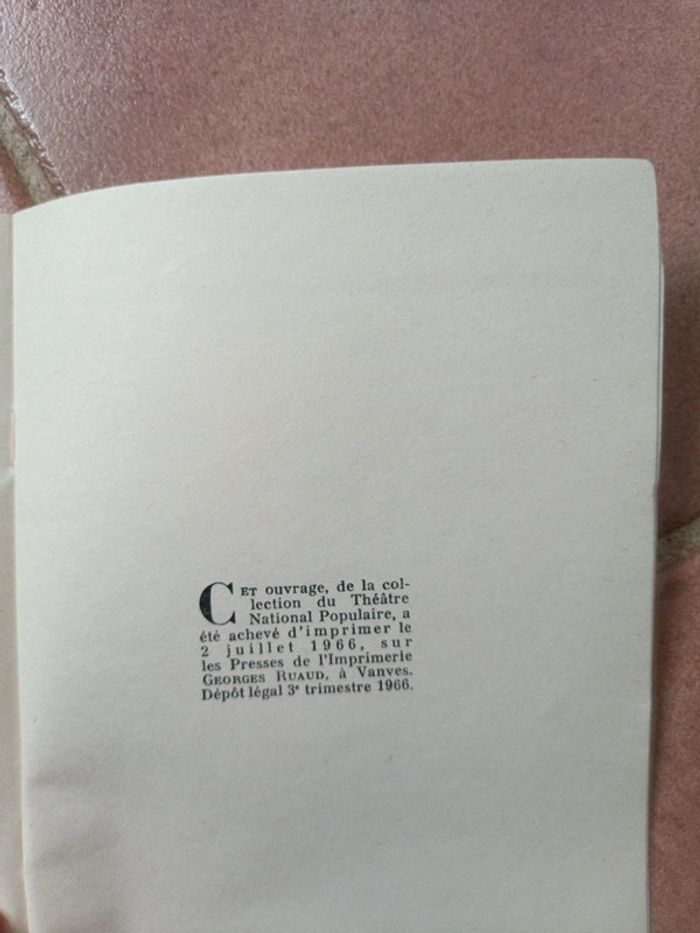 CET ouvrage, de la col-
lection du Théâtre
National Populaire, a
été achevé d'imprimer le
2 juillet 1966, sur
les Presses de l'Imprimerie
GEORGES RUAUD, à Vanves.
Dépôt légal 3e trimestre 1966.